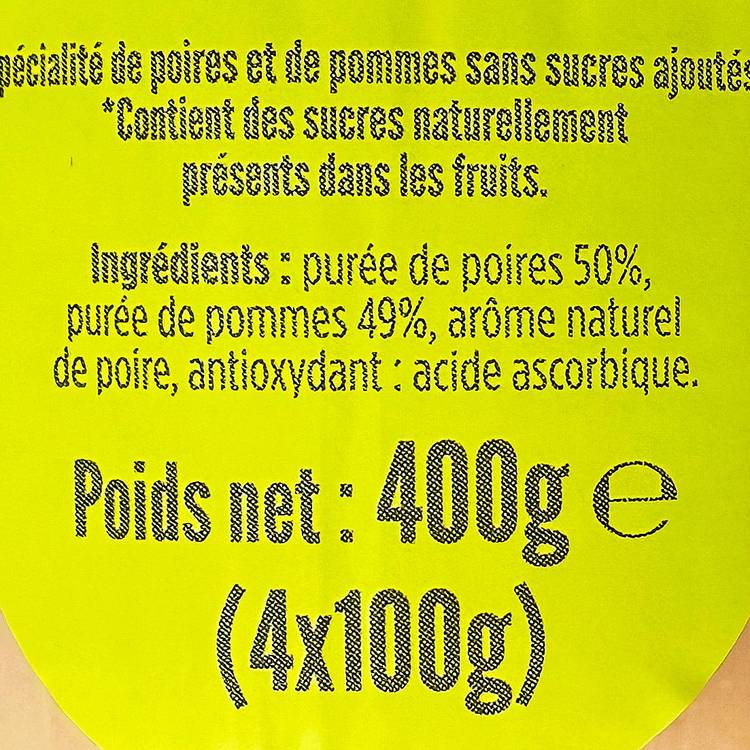 spécialité de poires et de pommes sans sucres ajoutés
*Contient des sucres naturellement
présents dans les fruits.
Ingrédients : purée de poires 50%,
purée de pommes 49%, arôme naturel
de poire, antioxydant : acide ascorbique.
Poids net : 400g ℮
(4x100g)